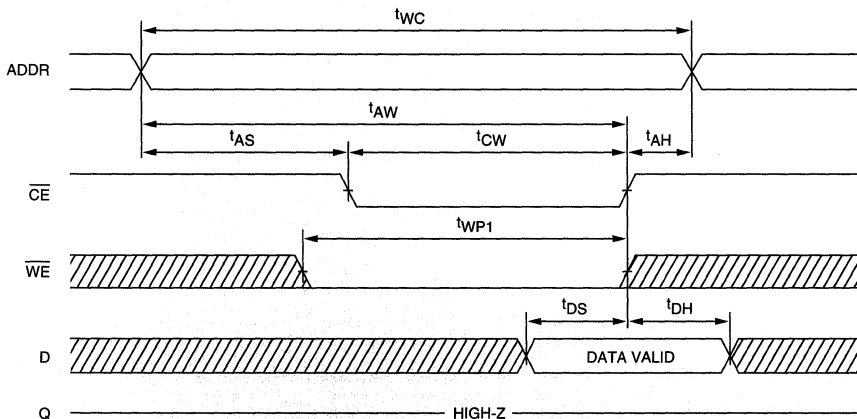 tWC
ADDR
tAW
tAS tCW tAH
CE
tWP1
WE
tDS tDH
D DATA VALID
Q HIGH-Z